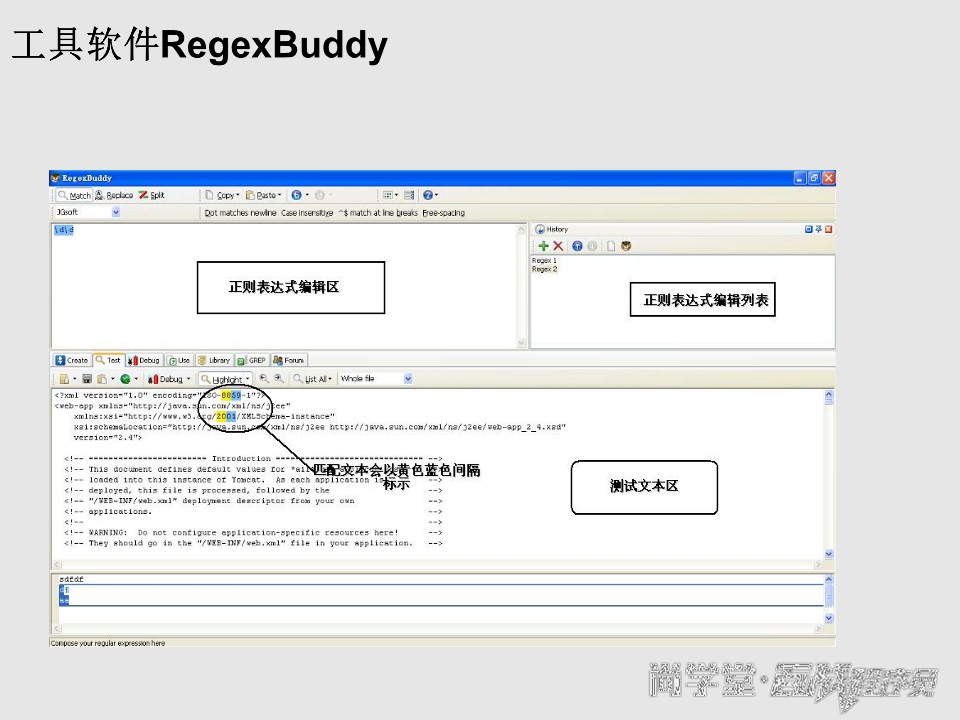 工具软件RegexBuddy
RegexBuddy
Match Replace Split Copy Paste
JGsoft Dot matches newline Case insensitive ^$ match at line breaks Free-spacing
\d\d
History
Regex 1
Regex 2
正则表达式编辑区
正则表达式编辑列表
Create Test Debug Use Library GREP Forum
Debug Highlight List All Whole file
<?xml version="1.0" encoding="ISO-8859-1"?>
<web-app xmlns="http://java.sun.com/xml/ns/j2ee"
xmlns:xsi="http://www.w3.org/2001/XMLSchema-instance"
xsi:schemaLocation="http://java.sun.com/xml/ns/j2ee http://java.sun.com/xml/ns/j2ee/web-app_2_4.xsd"
version="2.4">
<!-- ======================== Introduction ============================== -->
<!-- This document defines default values for *all
匹配文本会以黄色蓝色间隔
标示
<!-- loaded into this instance of Tomcat.  As each application is
<!-- deployed, this file is processed, followed by the -->
<!-- "/WEB-INF/web.xml" deployment descriptor from your own -->
<!-- applications. -->
<!-- -->
<!-- WARNING:  Do not configure application-specific resources here! -->
<!-- They should go in the "/WEB-INF/web.xml" file in your application. -->
测试文本区
sdfdf
df
Compose your regular expression here
尚学堂